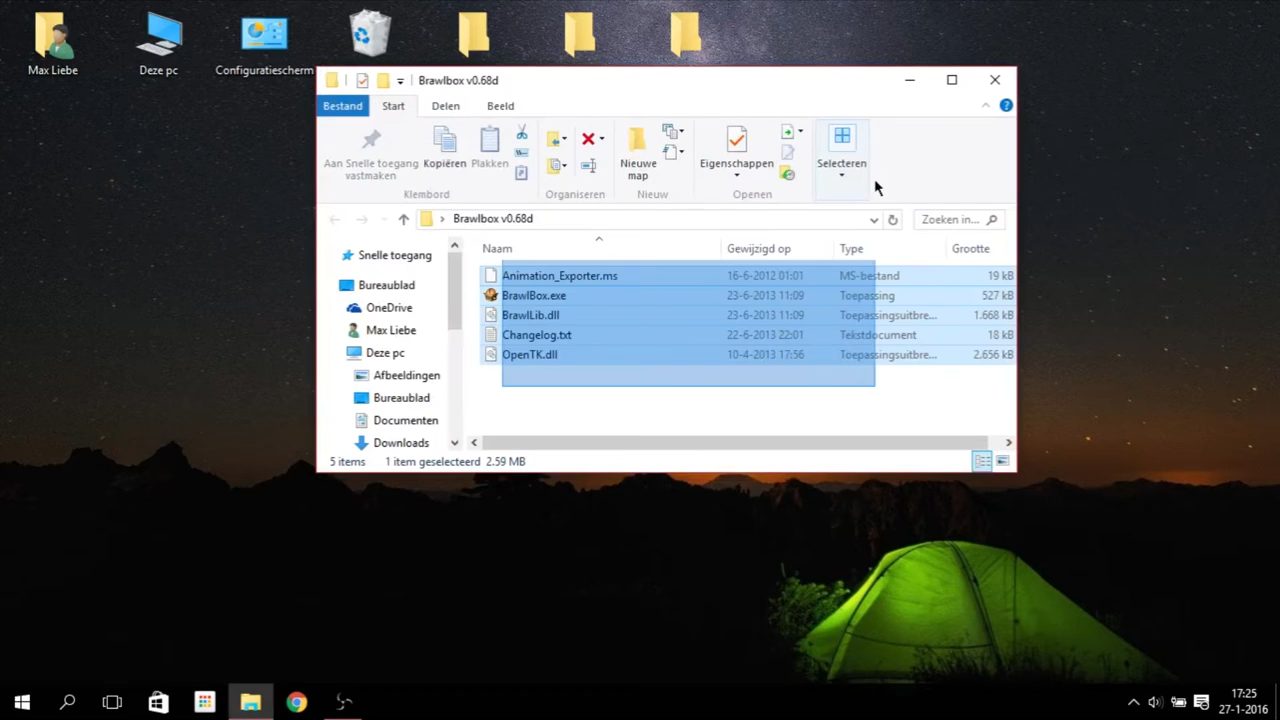 Max Liebe
Deze pc
Configuratiescherm
Brawlbox v0.68d
Bestand Start Delen Beeld
Aan Snelle toegang vastmaken
Kopiëren
Plakken
Nieuwe map
Eigenschappen
Selecteren
Klembord
Organiseren
Nieuw
Openen
Brawlbox v0.68d
Zoeken in...
Naam Gewijzigd op Type Grootte
Snelle toegang
Bureaublad
OneDrive
Max Liebe
Deze pc
Afbeeldingen
Bureaublad
Documenten
Downloads
Animation_Exporter.ms 16-6-2012 01:01 MS-bestand 19 kB
BrawlBox.exe 23-6-2013 11:09 Toepassing 527 kB
BrawlLib.dll 23-6-2013 11:09 Toepassingsuitbre... 1.668 kB
Changelog.txt 22-6-2013 22:01 Tekstdocument 18 kB
OpenTK.dll 10-4-2013 17:56 Toepassingsuitbre... 2.656 kB
5 items 1 item geselecteerd 2.59 MB
17:25
27-1-2016